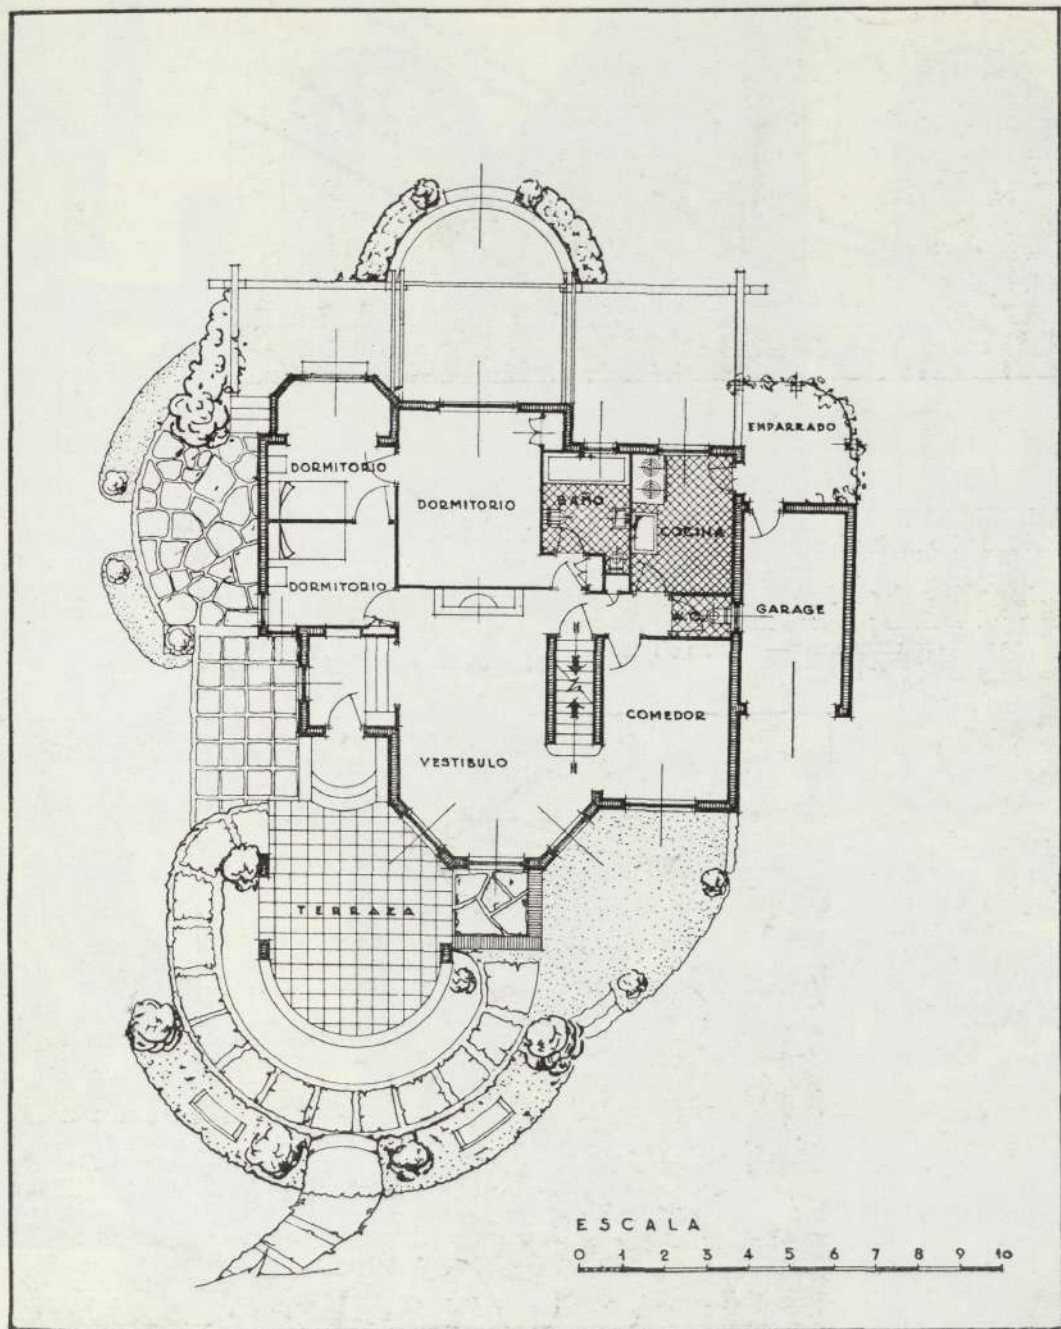 EMPARRADO
DORMITORIO
DORMITORIO
BAÑO
COCINA
DORMITORIO
GARAGE
W.C.
COMEDOR
VESTIBULO
TERRAZA
ESCALA
0 1 2 3 4 5 6 7 8 9 10